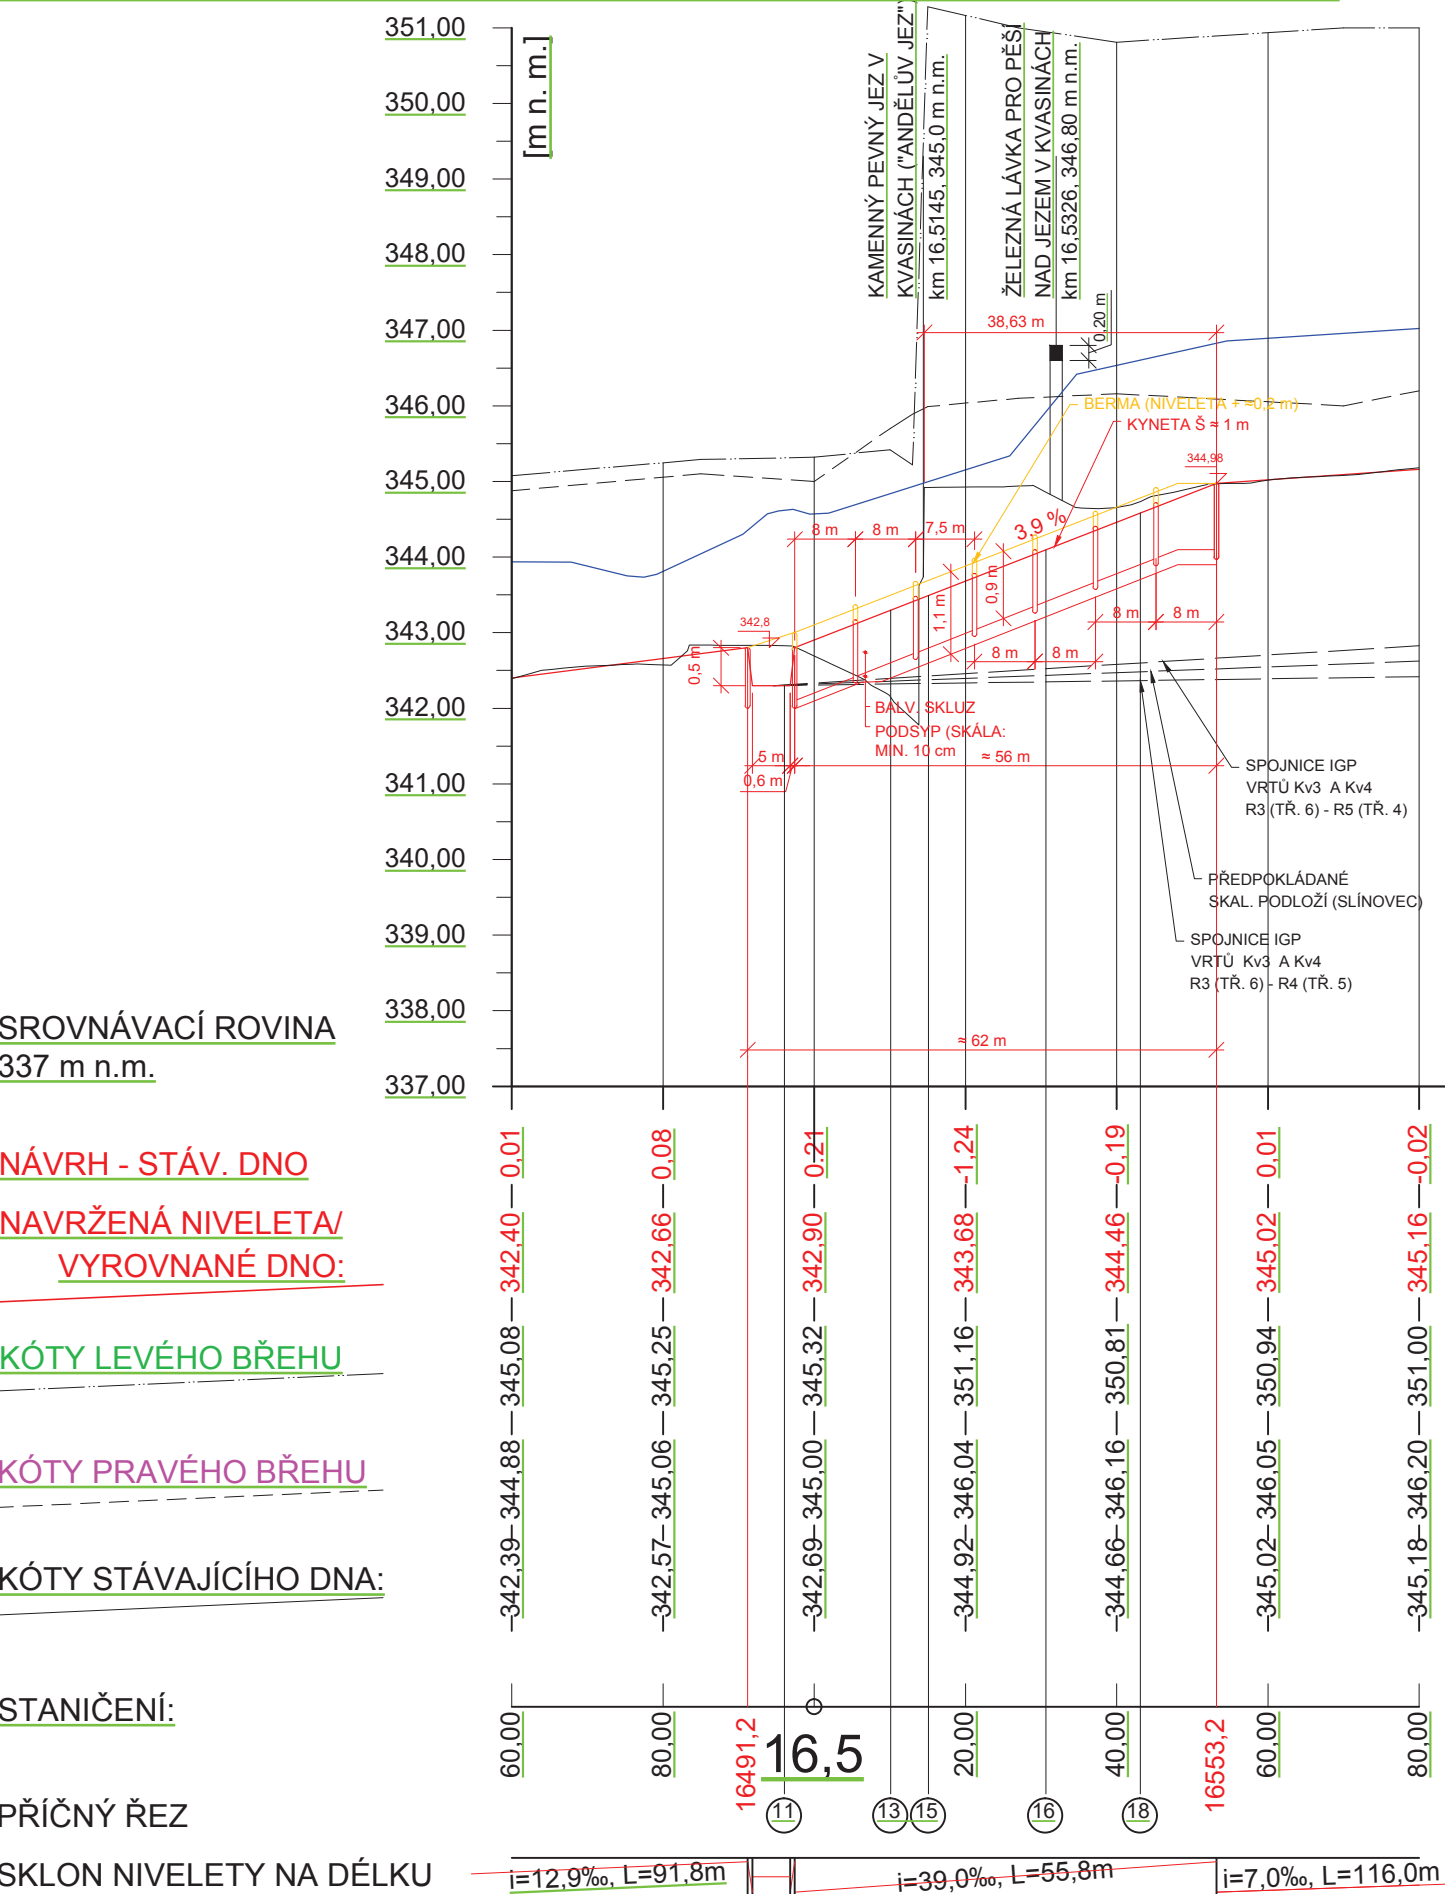 351,00
350,00
349,00
348,00
347,00
346,00
345,00
344,00
343,00
342,00
341,00
340,00
339,00
338,00
337,00
[m n. m.]
KAMENNÝ PEVNÝ JEZ V
KVASINÁCH ("ANDĚLŮV JEZ")
km 16,5145, 345,0 m n.m.
ŽELEZNÁ LÁVKA PRO PĚŠÍ
NAD JEZEM V KVASINÁCH
km 16,5326, 346,80 m n.m.
38,63 m
0,20 m
BERMA (NIVELETA + ≈0,2 m)
KYNETA Š ≈ 1 m
344,98
3,9 %
8 m
8 m
7,5 m
1,1 m
0,9 m
342,8
0,5 m
8 m
8 m
8 m
8 m
BALV. SKLUZ
PODSYP (SKÁLA:
MIN. 10 cm
5 m
0,6 m
≈ 56 m
SPOJNICE IGP
VRTŮ Kv3 A Kv4
R3 (TŘ. 6) - R5 (TŘ. 4)
PŘEDPOKLÁDANÉ
SKAL. PODLOŽÍ (SLÍNOVEC)
SPOJNICE IGP
VRTŮ Kv3 A Kv4
R3 (TŘ. 6) - R4 (TŘ. 5)
≈ 62 m
SROVNÁVACÍ ROVINA
337 m n.m.
NÁVRH - STÁV. DNO
0,01 0,08 0.21 -1,24 -0,19 0,01 -0,02
NAVRŽENÁ NIVELETA/
VYROVNANÉ DNO:
342,40 342,66 342,90 343,68 344,46 345,02 345,16
KÓTY LEVÉHO BŘEHU
345,08 345,25 345,32 351,16 350,81 350,94 351,00
KÓTY PRAVÉHO BŘEHU
344,88 345,06 345,00 346,04 346,16 346,05 346,20
KÓTY STÁVAJÍCÍHO DNA:
342,39 342,57 342,69 344,92 344,66 345,02 345,18
STANIČENÍ:
60,00 80,00 16491,2 16,5 20,00 40,00 16553,2 60,00 80,00
PŘÍČNÝ ŘEZ
11 13 15 16 18
SKLON NIVELETY NA DÉLKU
i=12,9‰, L=91,8m
i=39,0‰, L=55,8m
i=7,0‰, L=116,0m